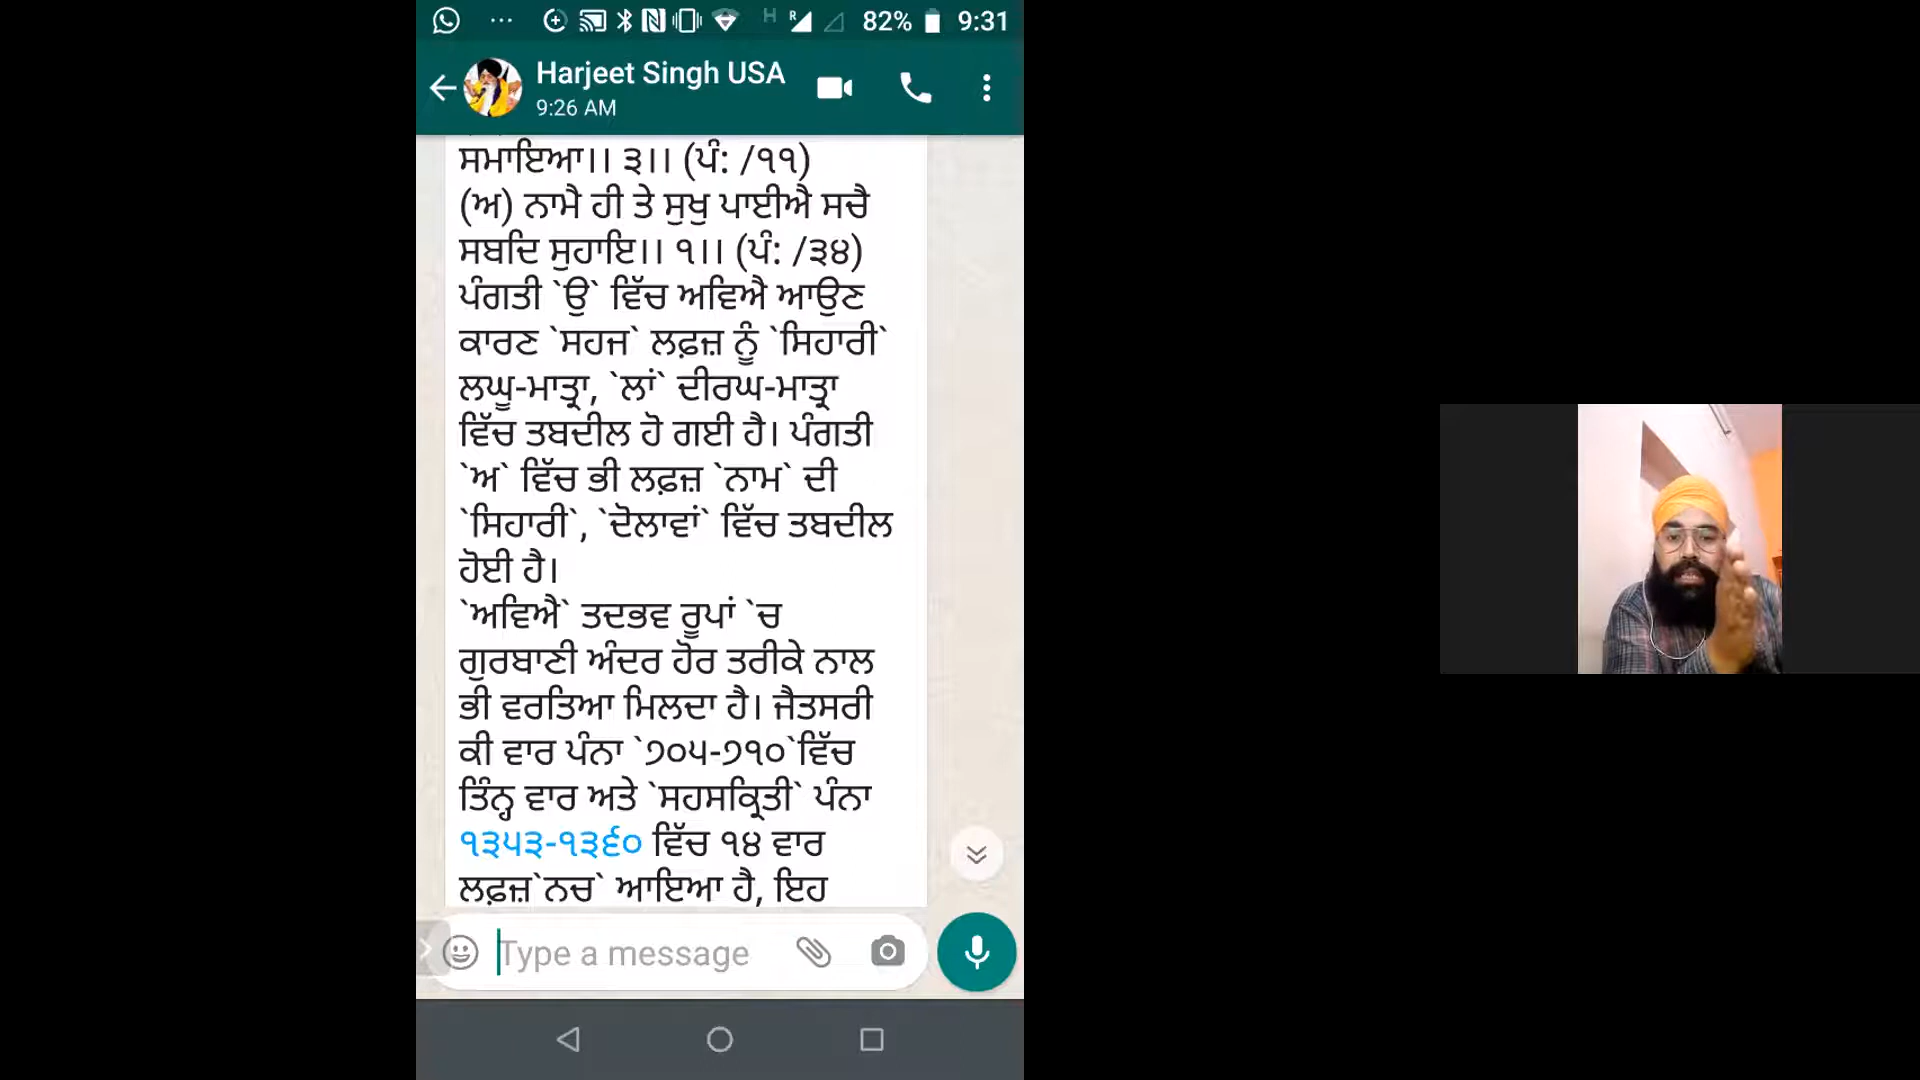 82% 9:31
Harjeet Singh USA
9:26 AM
ਸਮਾਇਆ।। ੩।। (ਪੰ: /੧੧)
(ਅ) ਨਾਮੈ ਹੀ ਤੇ ਸੁਖੁ ਪਾਈਐ ਸਚੈ
ਸਬਦਿ ਸੁਹਾਇ।। ੧।। (ਪੰ: /੩੪)
ਪੰਗਤੀ `ਉ` ਵਿੱਚ ਅਵਿਐ ਆਉਣ
ਕਾਰਣ `ਸਹਜ` ਲਫ਼ਜ਼ ਨੂੰ `ਸਿਹਾਰੀ`
ਲਘੂ-ਮਾਤ੍ਰਾ, `ਲਾਂ` ਦੀਰਘ-ਮਾਤ੍ਰਾ
ਵਿੱਚ ਤਬਦੀਲ ਹੋ ਗਈ ਹੈ। ਪੰਗਤੀ
`ਅ` ਵਿੱਚ ਭੀ ਲਫ਼ਜ਼ `ਨਾਮ` ਦੀ
`ਸਿਹਾਰੀ`, `ਦੋਲਾਵਾਂ` ਵਿੱਚ ਤਬਦੀਲ
ਹੋਈ ਹੈ।
`ਅਵਿਐ` ਤਦਭਵ ਰੂਪਾਂ `ਚ
ਗੁਰਬਾਣੀ ਅੰਦਰ ਹੋਰ ਤਰੀਕੇ ਨਾਲ
ਭੀ ਵਰਤਿਆ ਮਿਲਦਾ ਹੈ। ਜੈਤਸਰੀ
ਕੀ ਵਾਰ ਪੰਨਾ `੭੦੫-੭੧੦`ਵਿੱਚ
ਤਿੰਨ੍ਹ ਵਾਰ ਅਤੇ `ਸਹਸਕ੍ਰਿਤੀ` ਪੰਨਾ
੧੩੫੩-੧੩੬੦ ਵਿੱਚ ੧੪ ਵਾਰ
ਲਫ਼ਜ਼`ਨਚ` ਆਇਆ ਹੈ, ਇਹ
Type a message